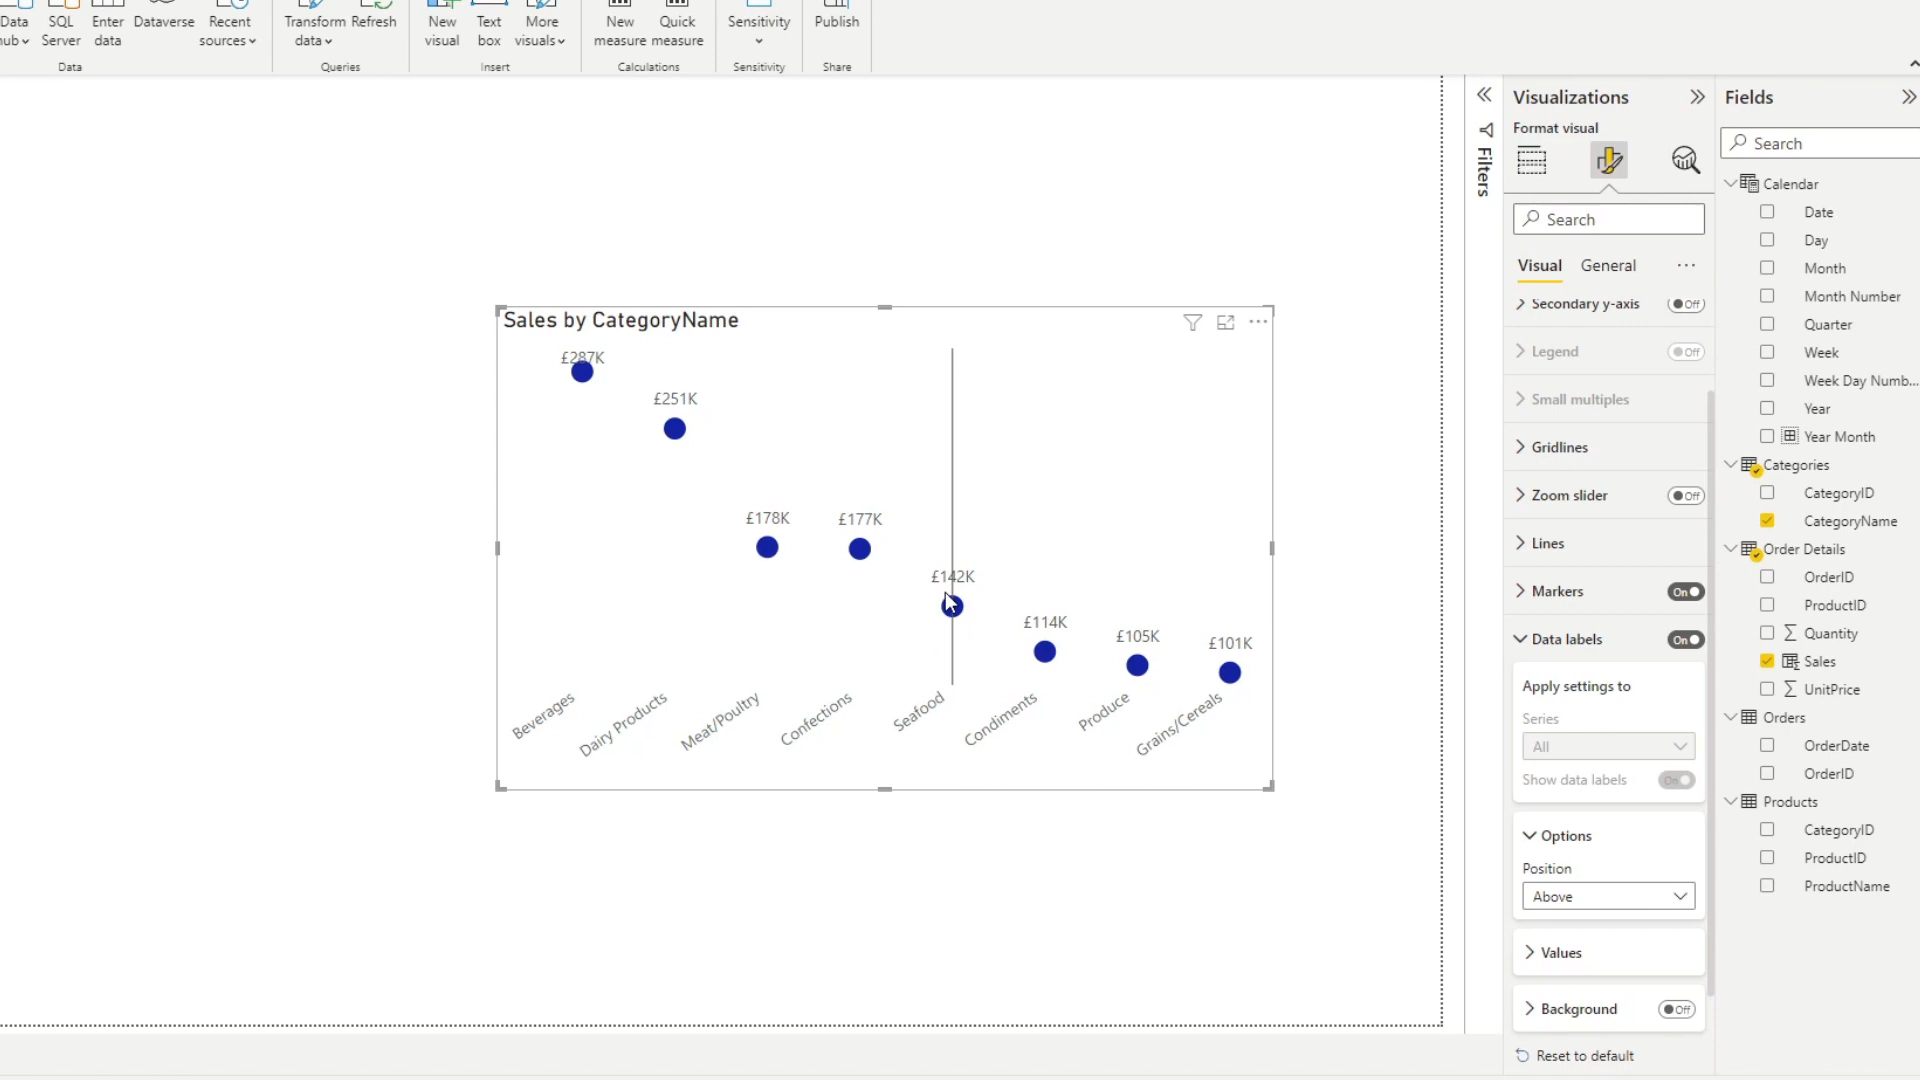 Data
hub
SQL
Server
Enter
data
Dataverse
Recent
sources
Transform
data
Refresh
New
visual
Text
box
More
visuals
New
measure
Quick
measure
Sensitivity
Publish
Data
Queries
Insert
Calculations
Sensitivity
Share
Sales by CategoryName
£287K
£251K
£178K
£177K
£142K
£114K
£105K
£101K
Beverages
Dairy Products
Meat/Poultry
Confections
Seafood
Condiments
Produce
Grains/Cereals
Filters
Visualizations
Format visual
Search
Visual General
Secondary y-axis Off
Legend Off
Small multiples
Gridlines
Zoom slider Off
Lines
Markers On
Data labels On
Apply settings to
Series
All
Show data labels On
Options
Position
Above
Values
Background Off
Reset to default
Fields
Search
Calendar
Date
Day
Month
Month Number
Quarter
Week
Week Day Numb...
Year
Year Month
Categories
CategoryID
CategoryName
Order Details
OrderID
ProductID
Quantity
Sales
UnitPrice
Orders
OrderDate
OrderID
Products
CategoryID
ProductID
ProductName